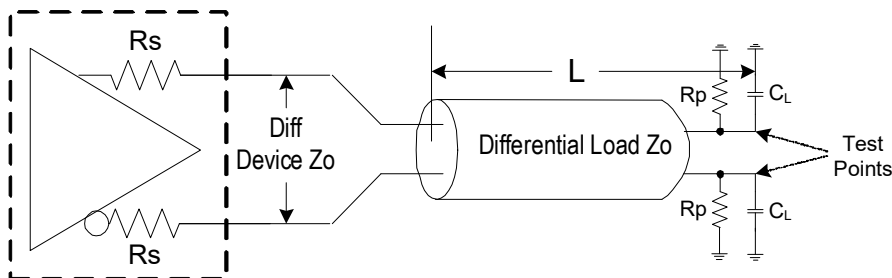 Rs
Diff
Device Zo
Rs
L
Differential Load Zo
Rp
CL
Rp
CL
Test
Points